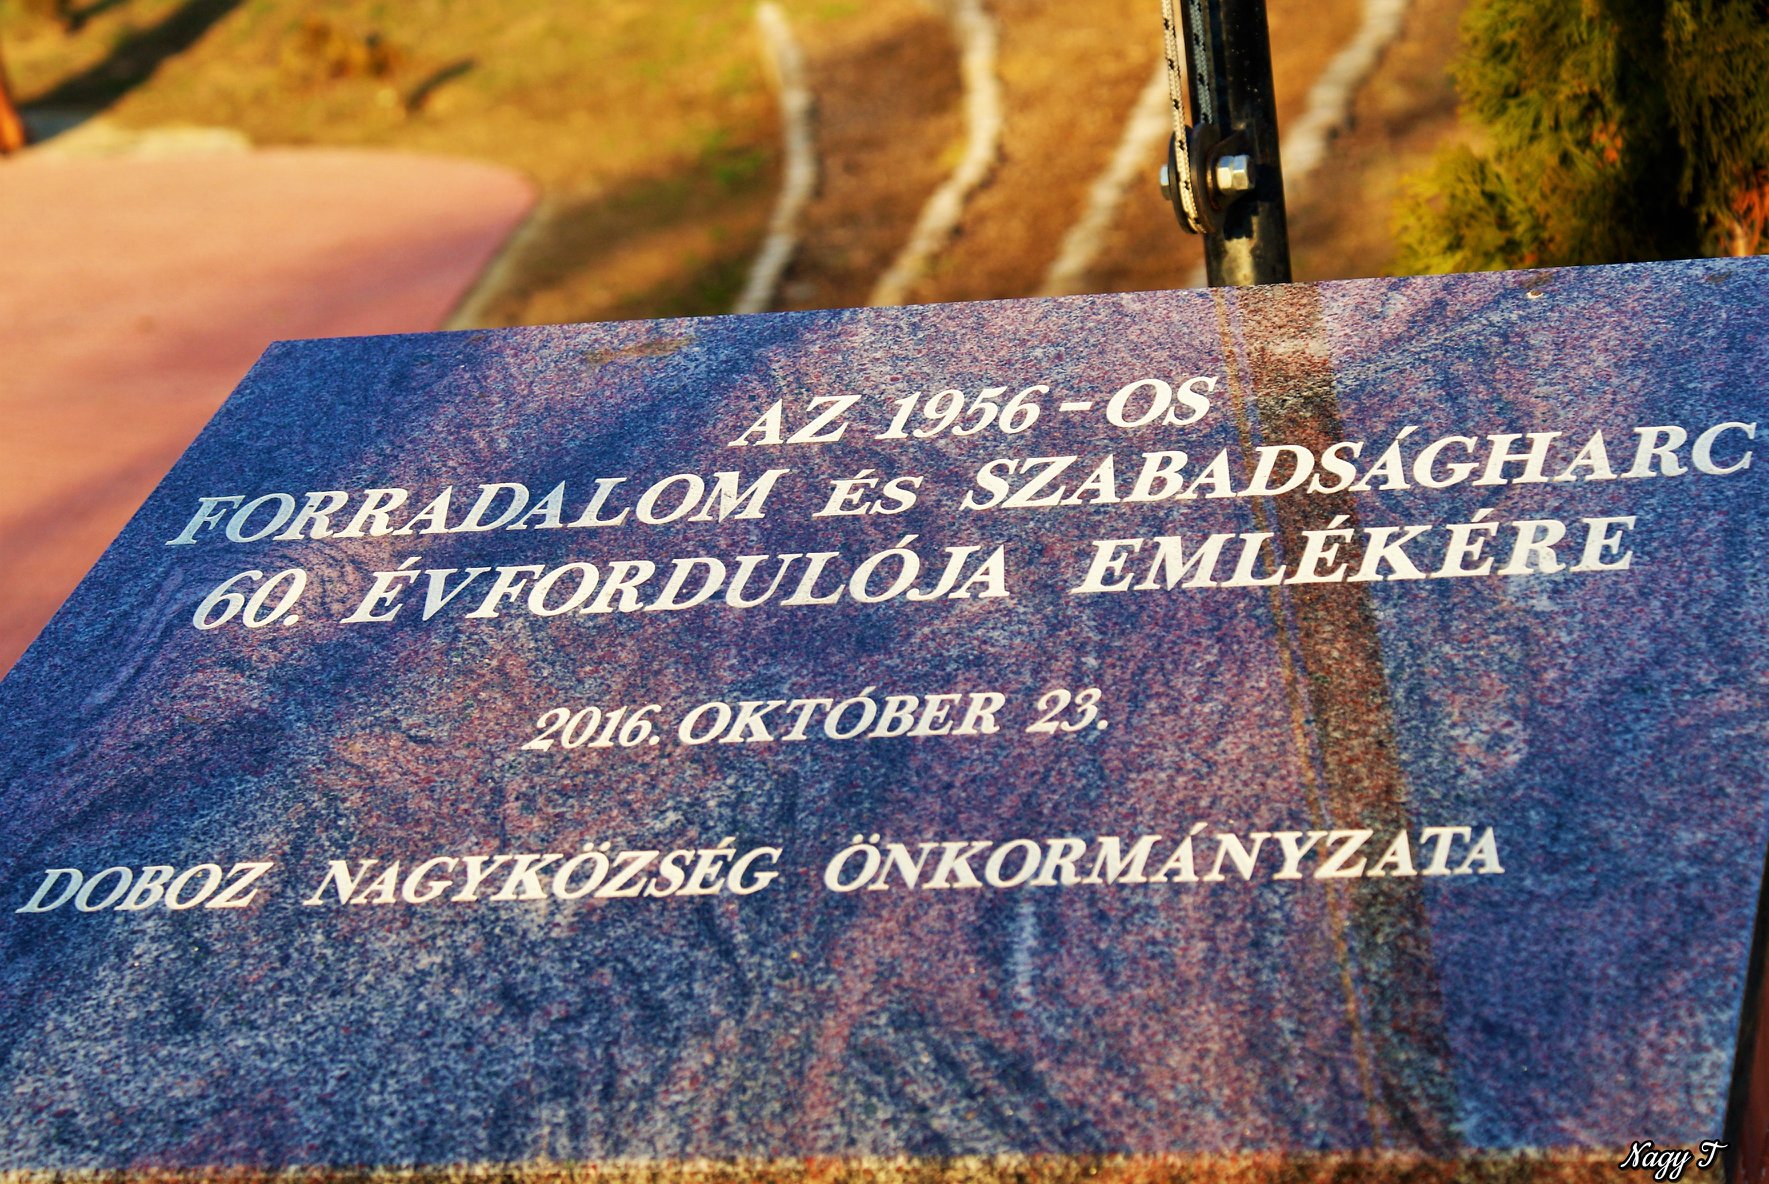 AZ 1956-OS
FORRADALOM ÉS SZABADSÁGHARC
60. ÉVFORDULÓJA EMLÉKÉRE
2016. OKTÓBER 23.
DOBOZ NAGYKÖZSÉG ÖNKORMÁNYZATA
Nagy T